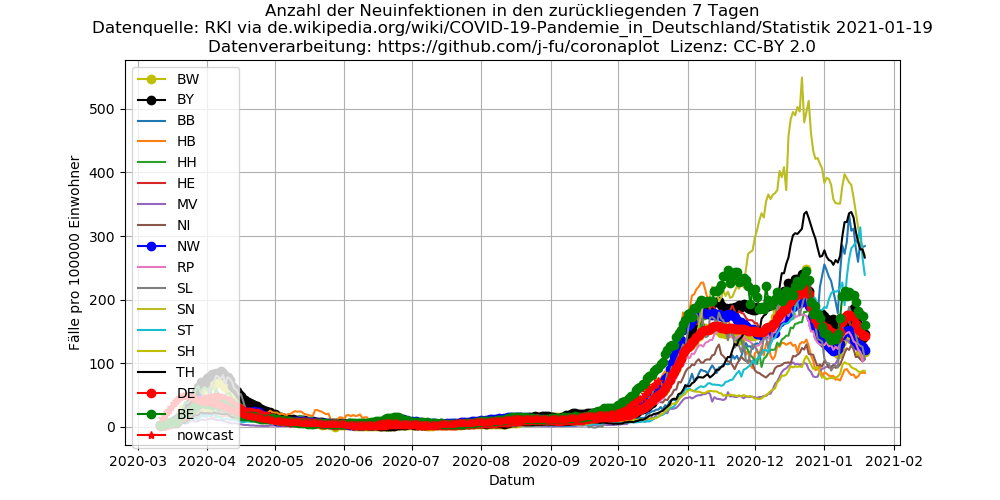 Anzahl der Neuinfektionen in den zurückliegenden 7 Tagen
Datenquelle: RKI via de.wikipedia.org/wiki/COVID-19-Pandemie_in_Deutschland/Statistik 2021-01-19
Datenverarbeitung: https://github.com/j-fu/coronaplot  Lizenz: CC-BY 2.0
Fälle pro 100000 Einwohner
500
400
300
200
100
0
BW
BY
BB
HB
HH
HE
MV
NI
NW
RP
SL
SN
ST
SH
TH
DE
BE
nowcast
2020-03 2020-04 2020-05 2020-06 2020-07 2020-08 2020-09 2020-10 2020-11 2020-12 2021-01 2021-02
Datum